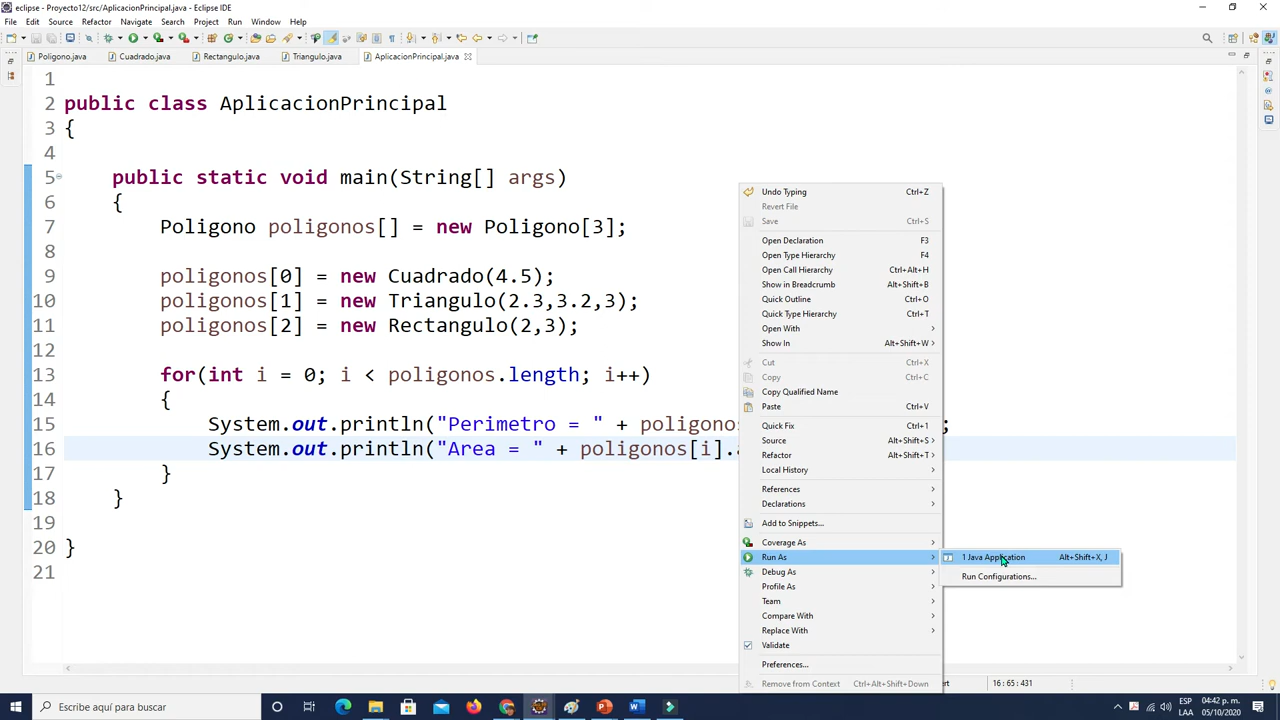 eclipse - Proyecto12/src/AplicacionPrincipal.java - Eclipse IDE
File Edit Source Refactor Navigate Search Project Run Window Help
Poligono.java Cuadrado.java Rectangulo.java Triangulo.java AplicacionPrincipal.java
1
2 public class AplicacionPrincipal
3 {
4
5 public static void main(String[] args)
6 {
7 Poligono poligonos[] = new Poligono[3];
8
9 poligonos[0] = new Cuadrado(4.5);
10 poligonos[1] = new Triangulo(2.3,3.2,3);
11 poligonos[2] = new Rectangulo(2,3);
12
13 for(int i = 0; i < poligonos.length; i++)
14 {
15 System.out.println("Perimetro = " + poligonos ;
16 System.out.println("Area = " + poligonos[i].
17 }
18 }
19
20 }
21
Undo Typing Ctrl+Z
Revert File
Save Ctrl+S
Open Declaration F3
Open Type Hierarchy F4
Open Call Hierarchy Ctrl+Alt+H
Show in Breadcrumb Alt+Shift+B
Quick Outline Ctrl+O
Quick Type Hierarchy Ctrl+T
Open With
Show In Alt+Shift+W
Cut Ctrl+X
Copy Ctrl+C
Copy Qualified Name
Paste Ctrl+V
Quick Fix Ctrl+1
Source Alt+Shift+S
Refactor Alt+Shift+T
Local History
References
Declarations
Add to Snippets...
Coverage As
Run As
Debug As
Profile As
Team
Compare With
Replace With
Validate
Preferences...
Remove from Context Ctrl+Alt+Shift+Down
1 Java Application Alt+Shift+X, J
Run Configurations...
16 : 65 : 431
Escribe aquí para buscar
ESP 04:42 p. m.
LAA 05/10/2020